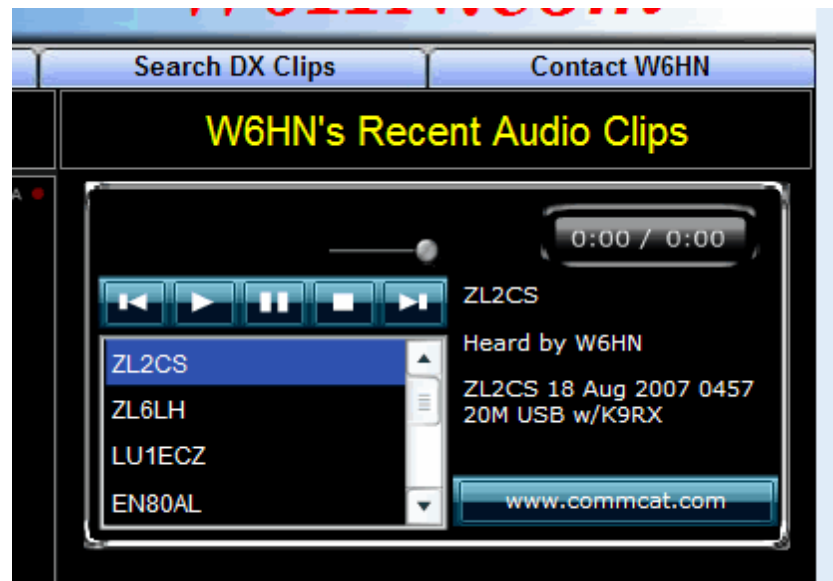 Search DX Clips
Contact W6HN
W6HN's Recent Audio Clips
A
0:00 / 0:00
ZL2CS
Heard by W6HN
ZL2CS 18 Aug 2007 0457
20M USB w/K9RX
ZL2CS
ZL6LH
LU1ECZ
EN80AL
www.commcat.com